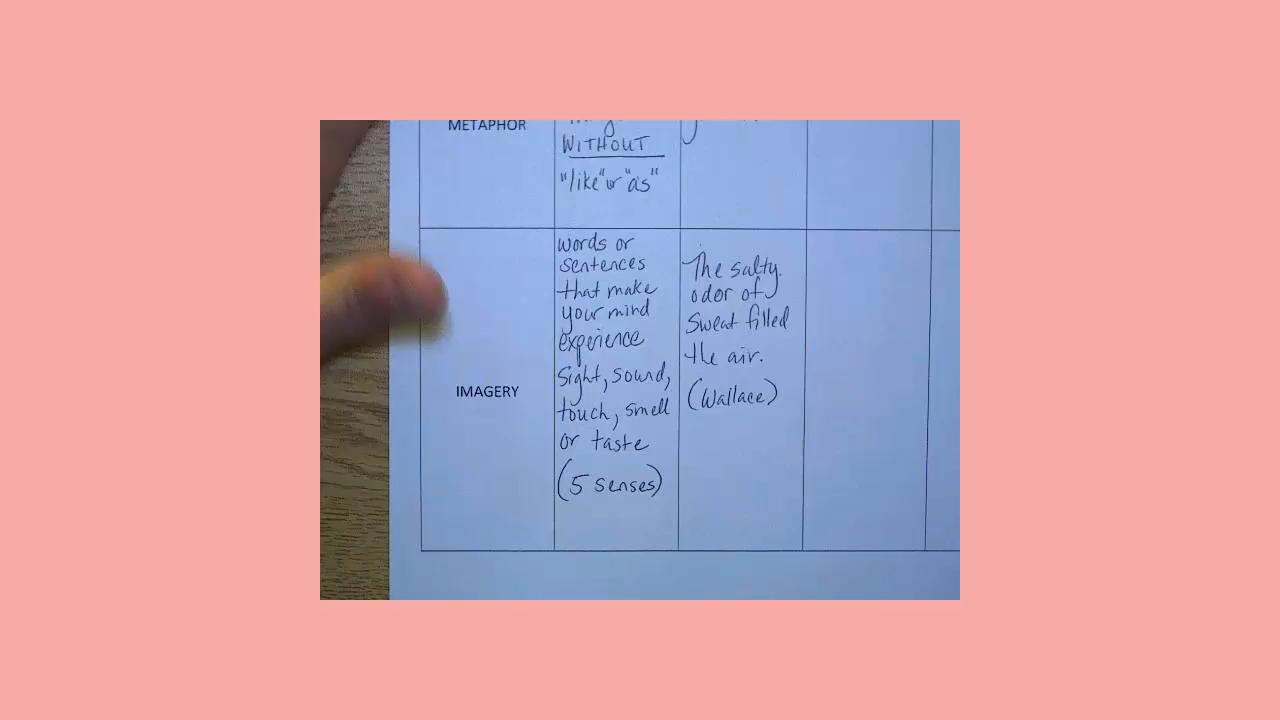 METAPHOR
WITHOUT
"like" or "as"
IMAGERY
words or
sentences
that make
your mind
experience
sight, sound,
touch, smell
or taste
(5 senses)
The salty
odor of
sweat filled
the air.
(Wallace)